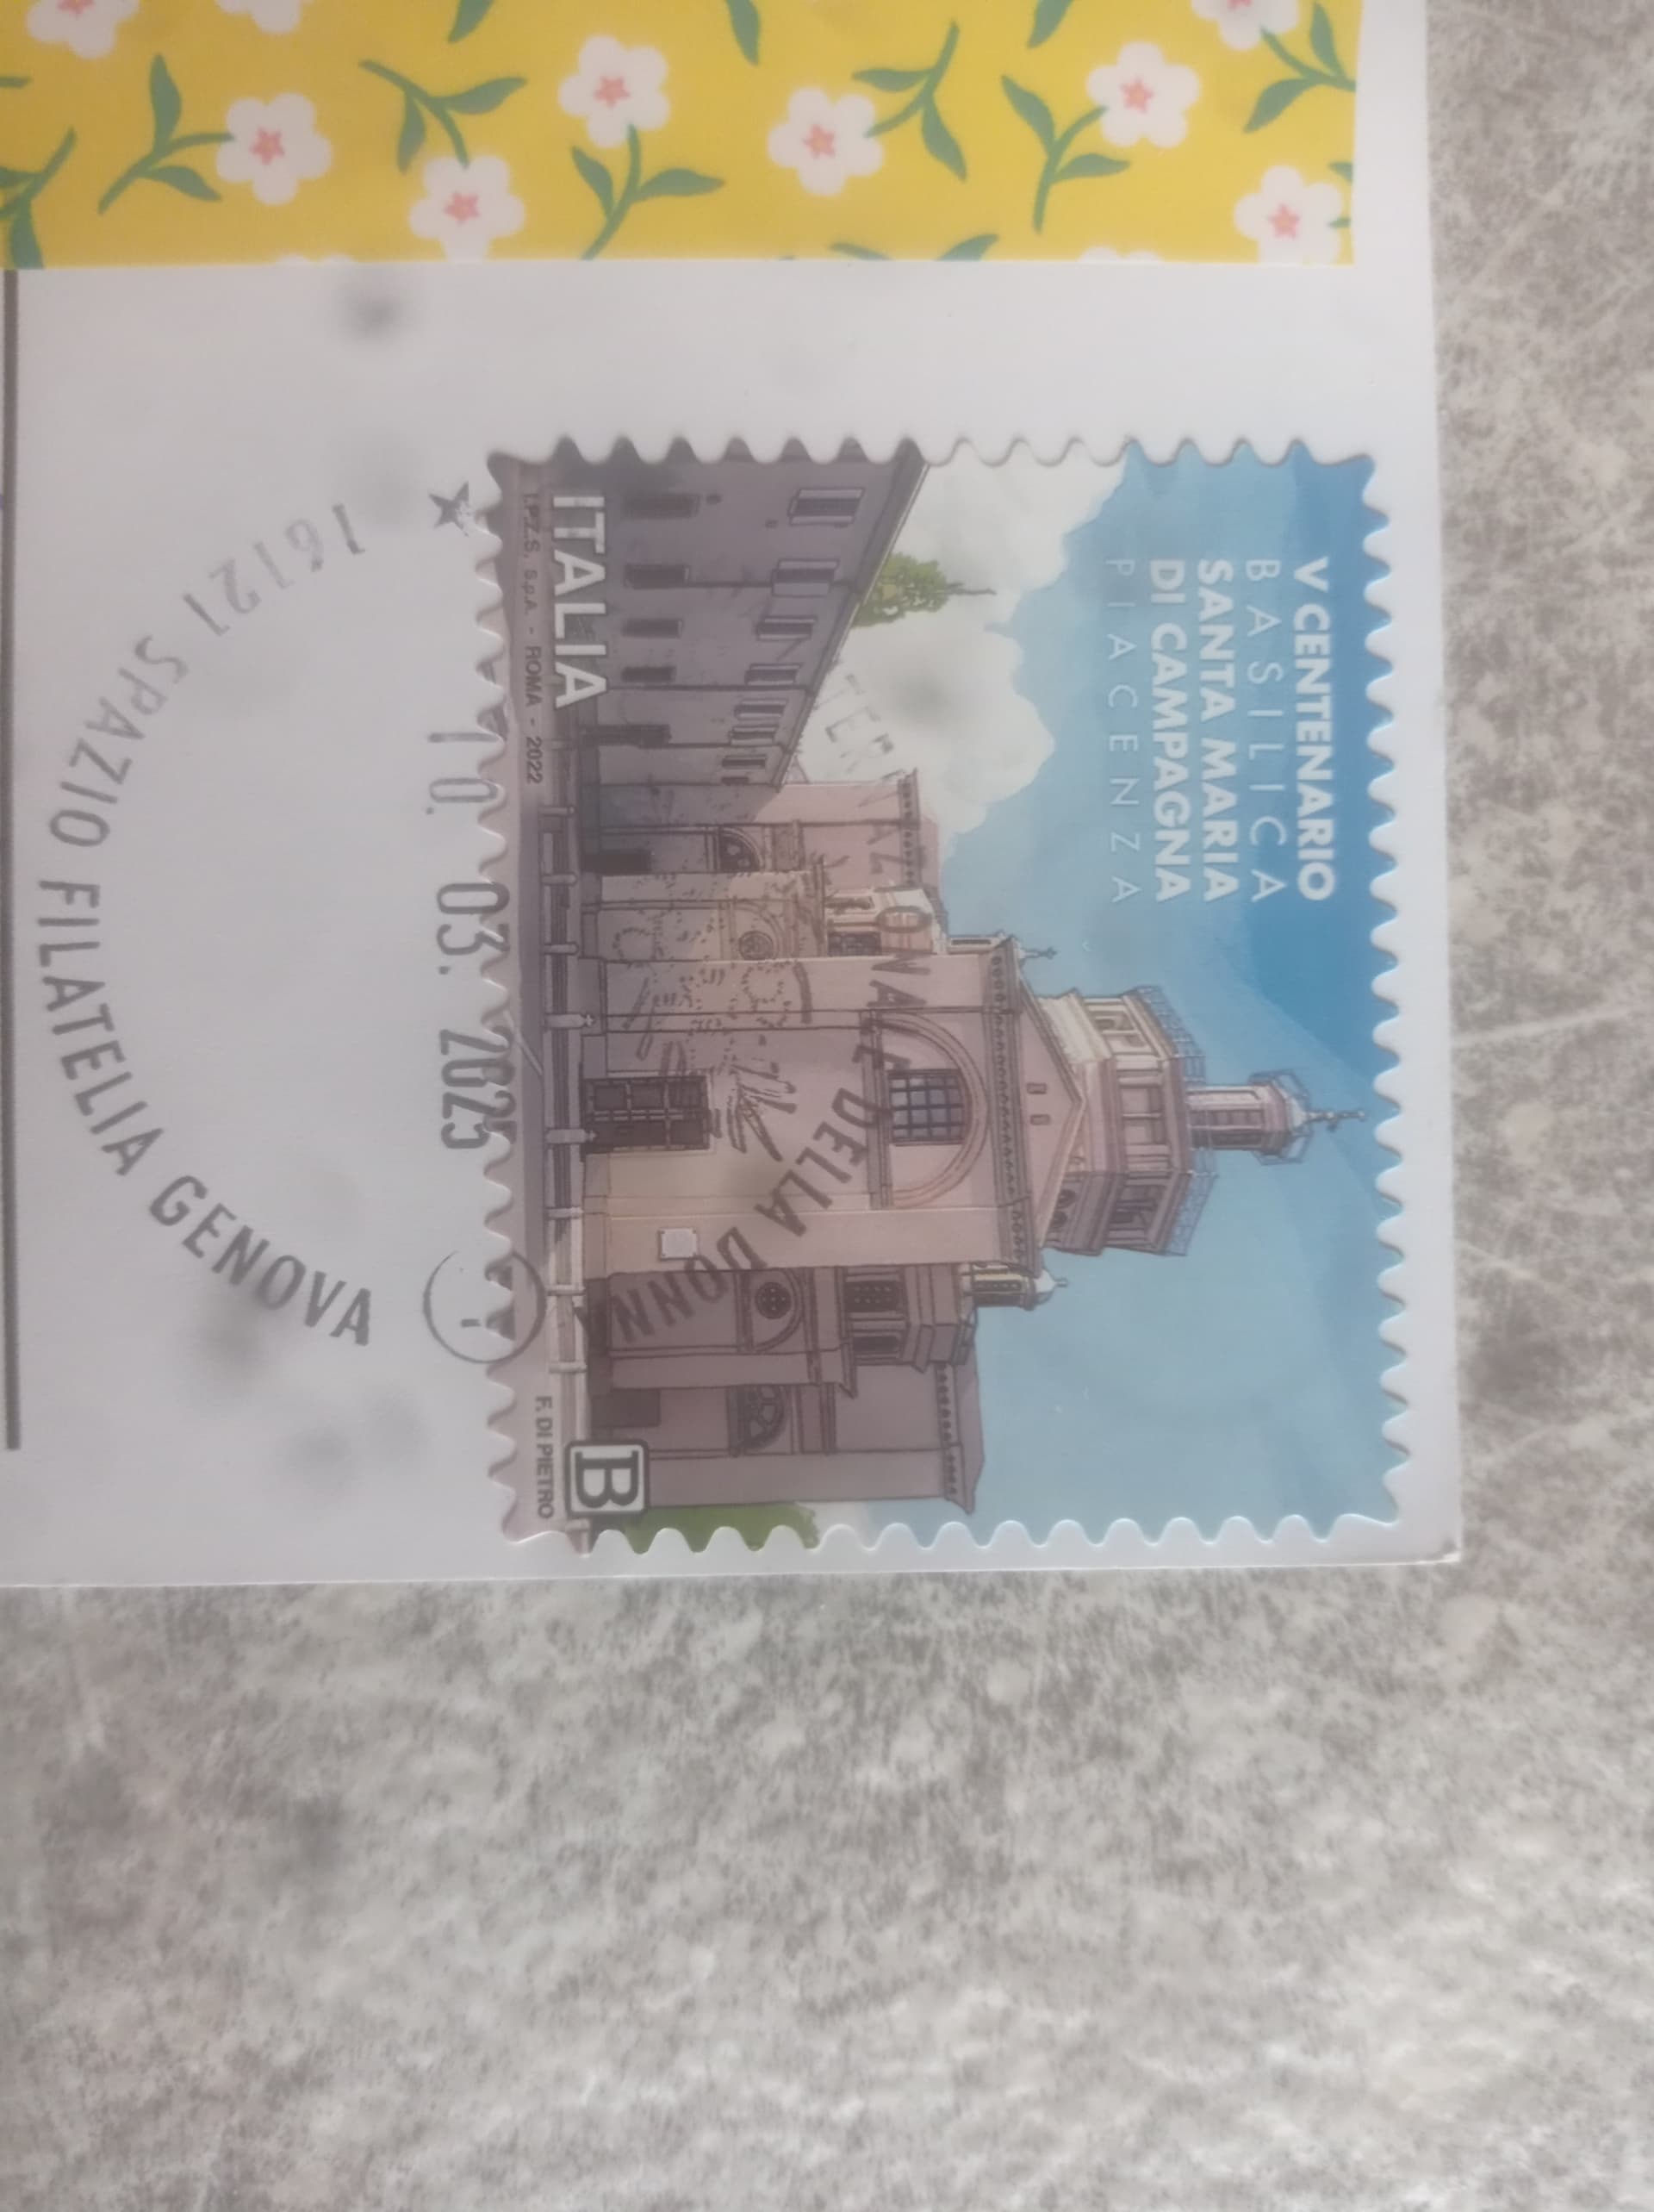 V CENTENARIO
BASILICA
SANTA MARIA
DI CAMPAGNA
PIACENZA
ITALIA
I.P.Z.S. S.p.A. - ROMA - 2022
F. DI PIETRO
B
DELLA DONNA
10. 03. 2025
16121 SPAZIO FILATELIA GENOVA